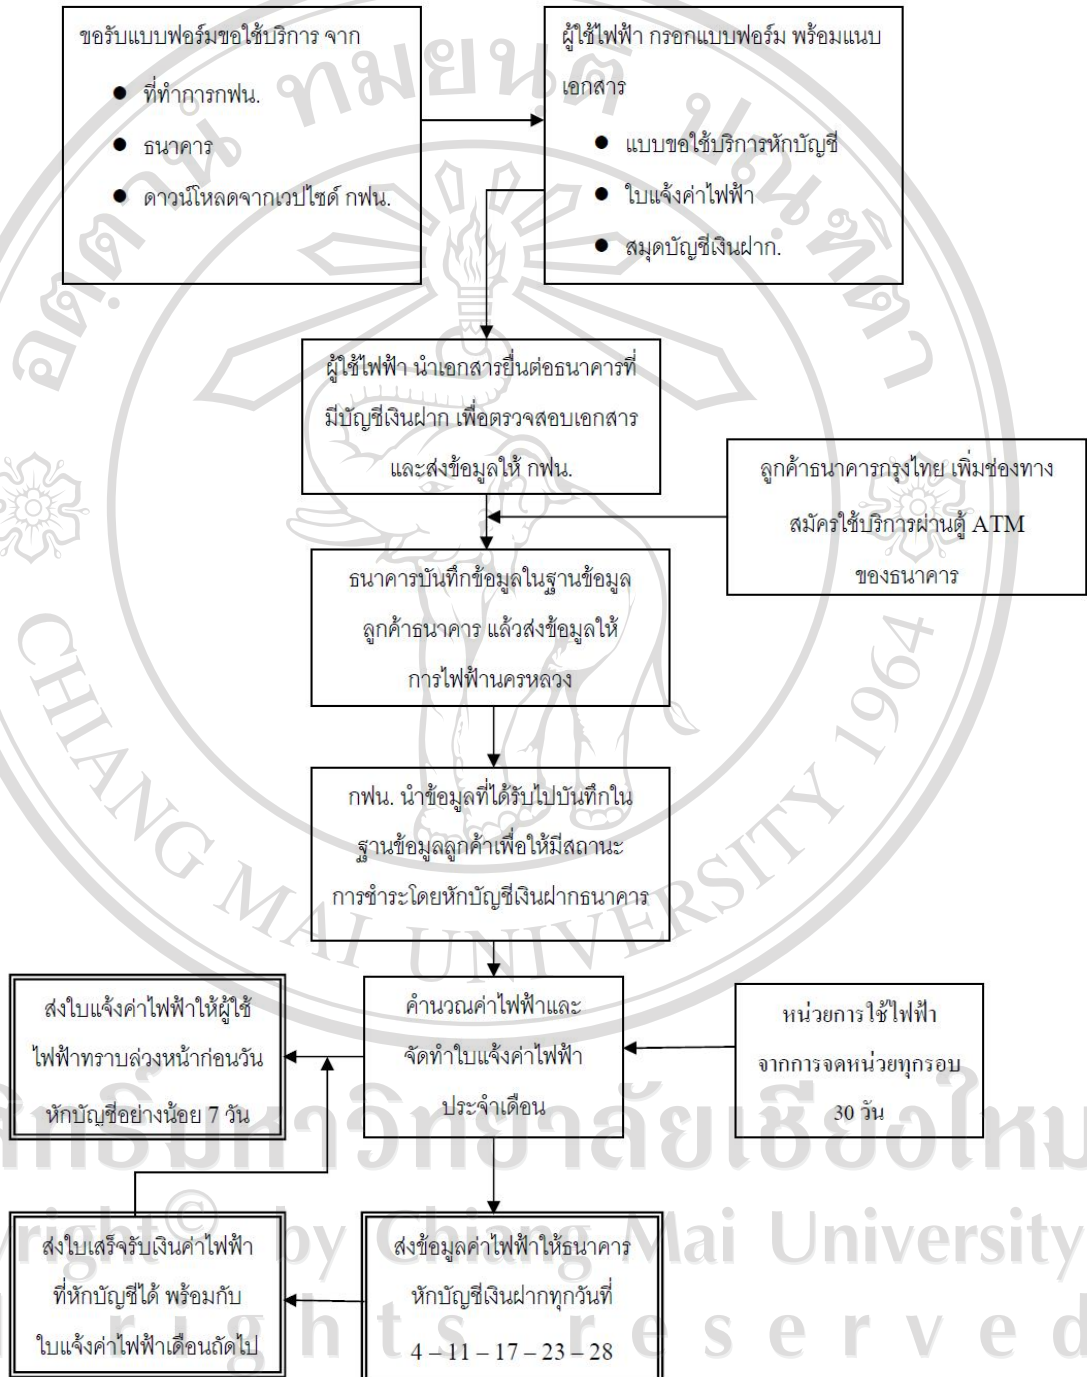 ขอรับแบบฟอร์มขอใช้บริการ จาก
● ที่ทำการกฟน.
● ธนาคาร
● ดาวน์โหลดจากเวปไซด์ กฟน.
ผู้ใช้ไฟฟ้า กรอกแบบฟอร์ม พร้อมแนบ
เอกสาร
● แบบขอใช้บริการหักบัญชี
● ใบแจ้งค่าไฟฟ้า
● สมุดบัญชีเงินฝาก.
ผู้ใช้ไฟฟ้า นำเอกสารยื่นต่อธนาคารที่
มีบัญชีเงินฝาก เพื่อตรวจสอบเอกสาร
และส่งข้อมูลให้ กฟน.
ลูกค้าธนาคารกรุงไทย เพิ่มช่องทาง
สมัครใช้บริการผ่านตู้ ATM
ของธนาคาร
ธนาคารบันทึกข้อมูลในฐานข้อมูล
ลูกค้าธนาคาร แล้วส่งข้อมูลให้
การไฟฟ้านครหลวง
กฟน. นำข้อมูลที่ได้รับไปบันทึกใน
ฐานข้อมูลลูกค้าเพื่อให้มีสถานะ
การชำระโดยหักบัญชีเงินฝากธนาคาร
ส่งใบแจ้งค่าไฟฟ้าให้ผู้ใช้
ไฟฟ้าทราบล่วงหน้าก่อนวัน
หักบัญชีอย่างน้อย 7 วัน
คำนวณค่าไฟฟ้าและ
จัดทำใบแจ้งค่าไฟฟ้า
ประจำเดือน
หน่วยการใช้ไฟฟ้า
จากการจดหน่วยทุกรอบ
30 วัน
ส่งใบเสร็จรับเงินค่าไฟฟ้า
ที่หักบัญชีได้ พร้อมกับ
ใบแจ้งค่าไฟฟ้าเดือนถัดไป
ส่งข้อมูลค่าไฟฟ้าให้ธนาคาร
หักบัญชีเงินฝากทุกวันที่
4 – 11 – 17 – 23 – 28
CHIANG MAI UNIVERSITY 1964
มหาวิทยาลัยเชียงใหม
© by Chiang Mai University
rights reserved